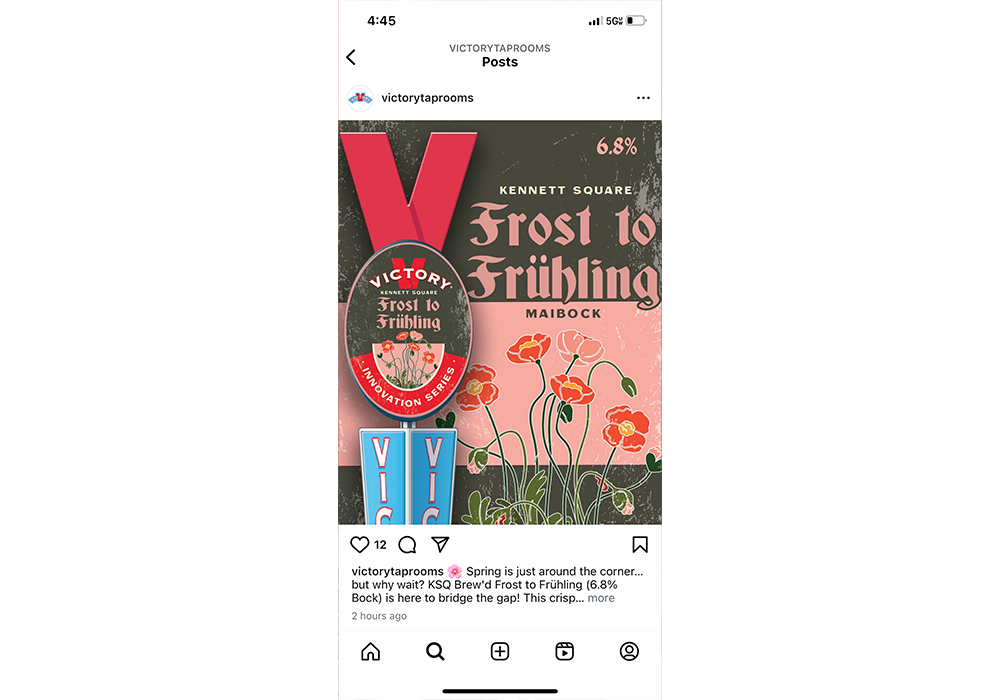 4:45
5G
VICTORYTAPROOMS
Posts
victorytaprooms
6.8%
KENNETT SQUARE
Frost to
Frühling
MAIBOCK
VICTORY
KENNETT SQUARE
Frost to
Frühling
· INNOVATION SERIES ·
VIC
VIC
12
victorytaprooms 🌸 Spring is just around the corner...
but why wait? KSQ Brew'd Frost to Frühling (6.8%
Bock) is here to bridge the gap! This crisp... more
2 hours ago